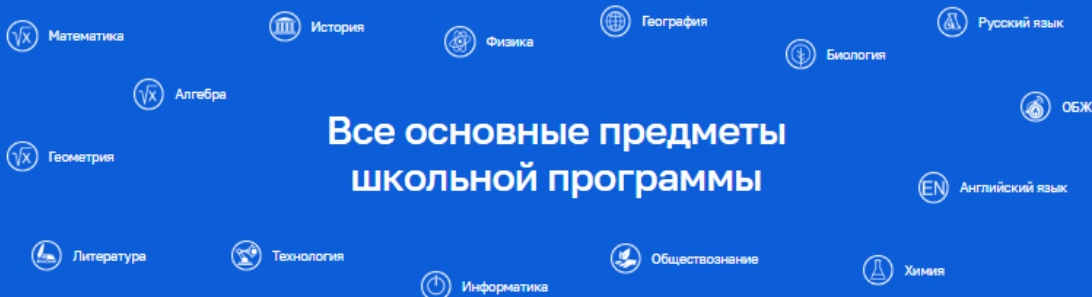 Математика
История
Физика
География
Биология
Русский язык
Алгебра
ОБЖ
Все основные предметы
школьной программы
Геометрия
EN Английский язык
Литература
Технология
Информатика
Обществознание
Химия